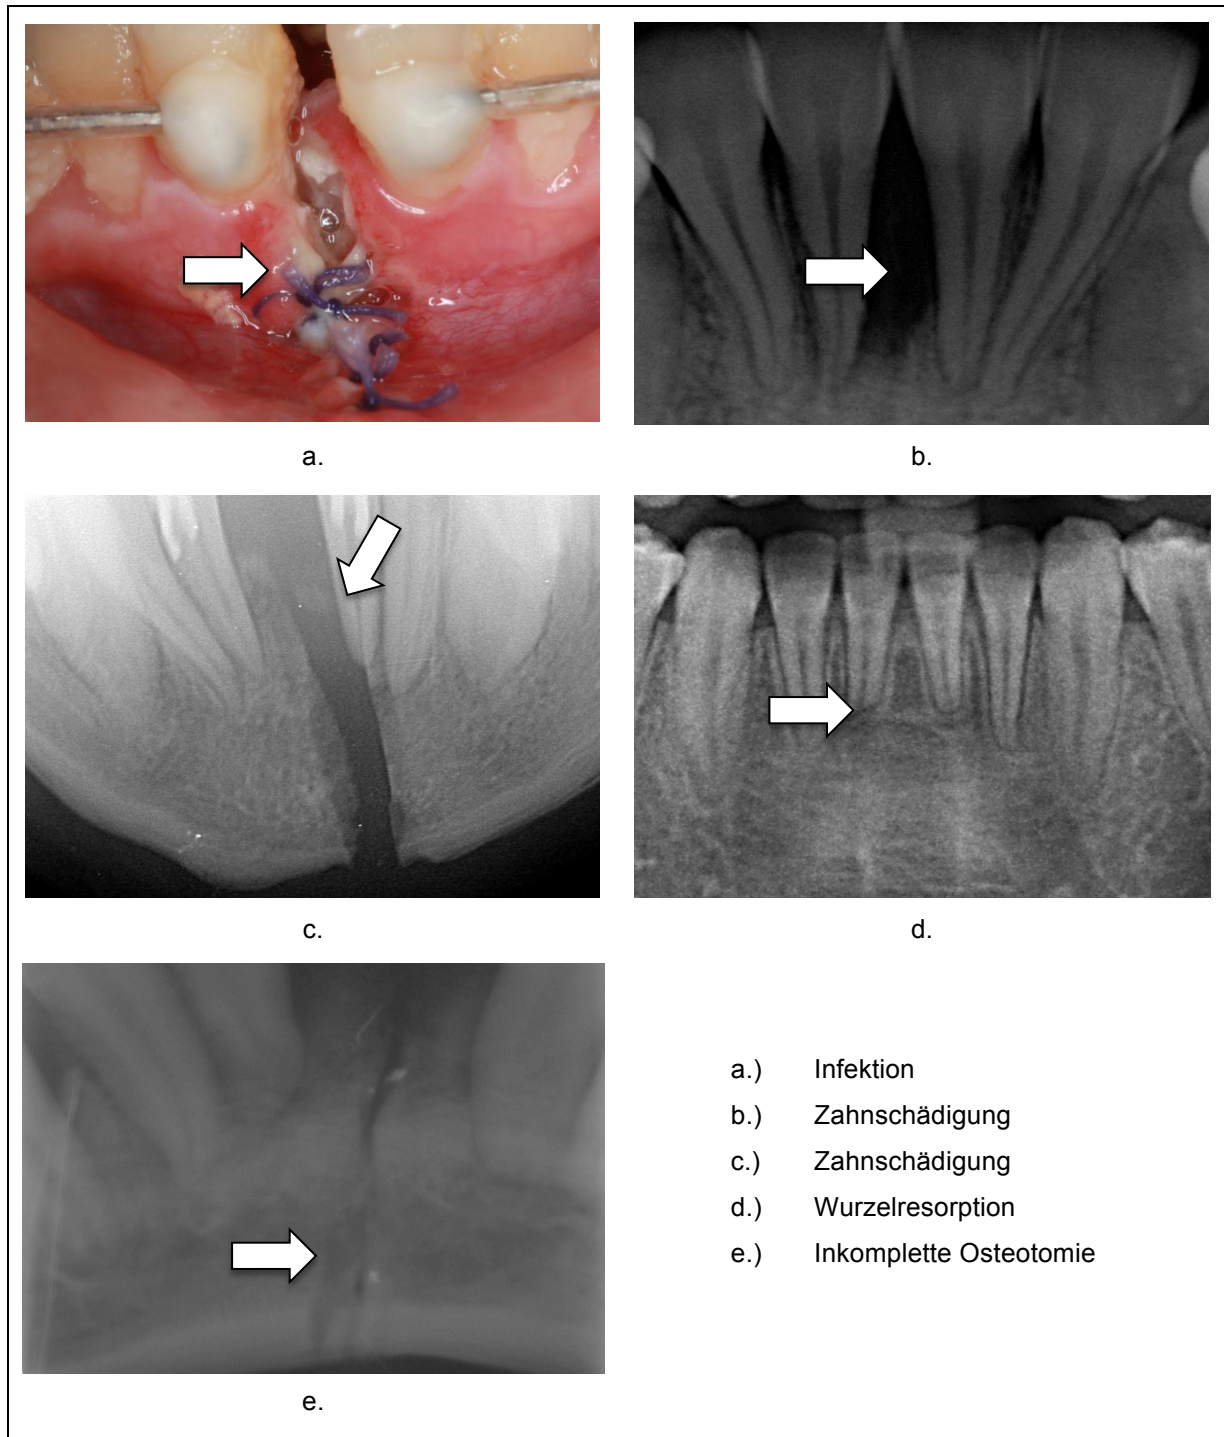 a.
b.
c.
d.
e.
a.) Infektion
b.) Zahnschädigung
c.) Zahnschädigung
d.) Wurzelresorption
e.) Inkomplette Osteotomie